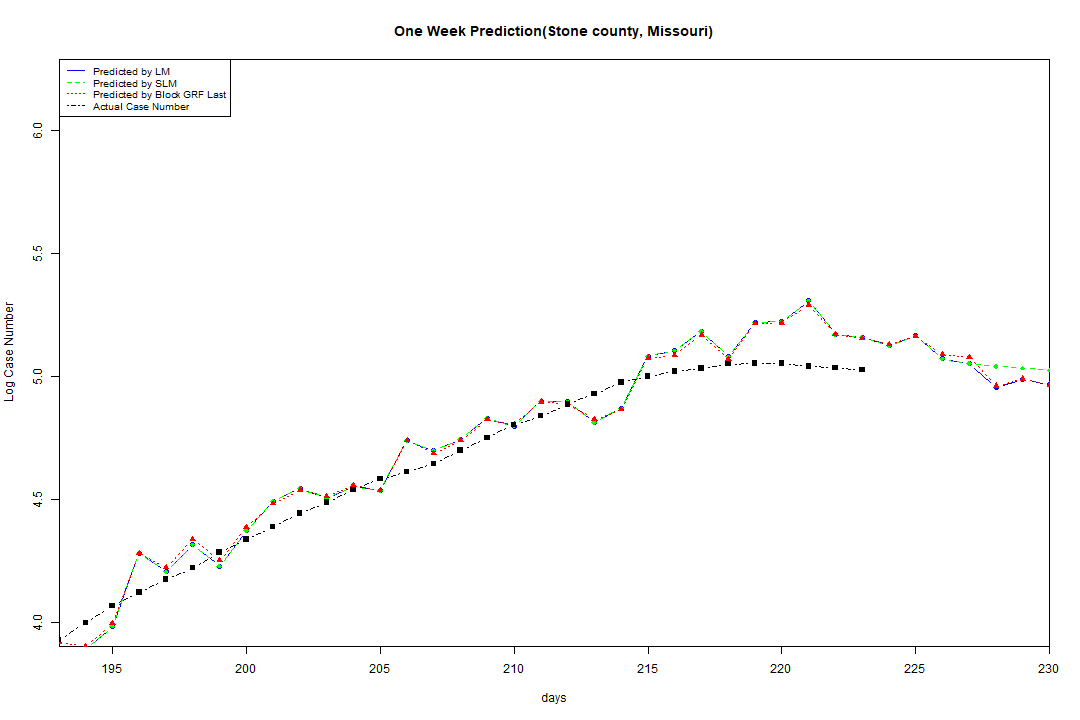 One Week Prediction(Stone county, Missouri)
Predicted by LM
Predicted by SLM
Predicted by Block GRF Last
Actual Case Number
6.0
5.5
5.0
4.5
4.0
Log Case Number
195 200 205 210 215 220 225 230
days